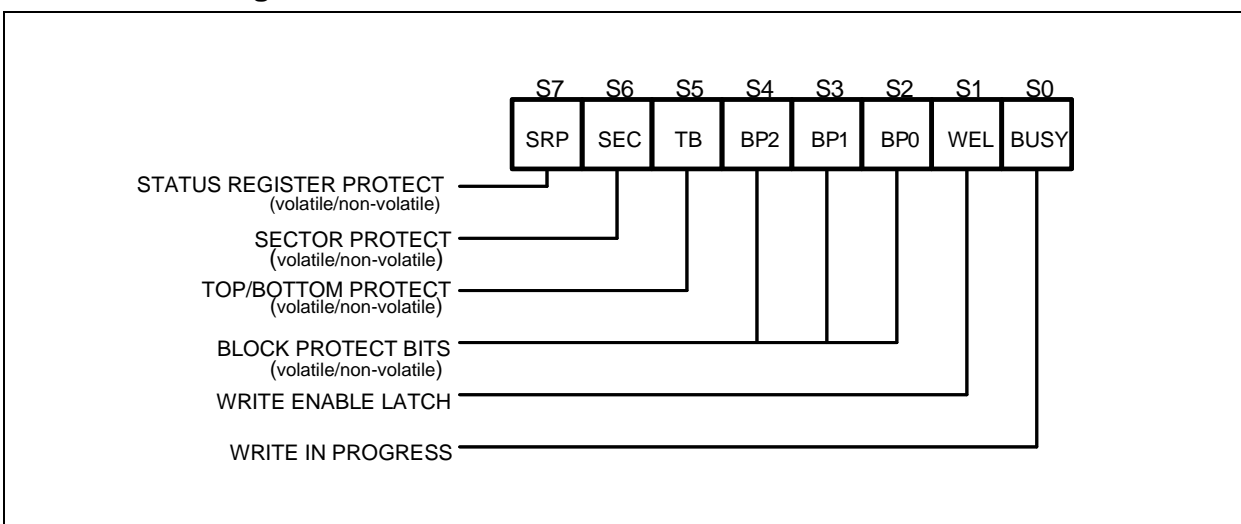 S7 S6 S5 S4 S3 S2 S1 S0
SRP SEC TB BP2 BP1 BP0 WEL BUSY
STATUS REGISTER PROTECT
(volatile/non-volatile)
SECTOR PROTECT
(volatile/non-volatile)
TOP/BOTTOM PROTECT
(volatile/non-volatile)
BLOCK PROTECT BITS
(volatile/non-volatile)
WRITE ENABLE LATCH
WRITE IN PROGRESS